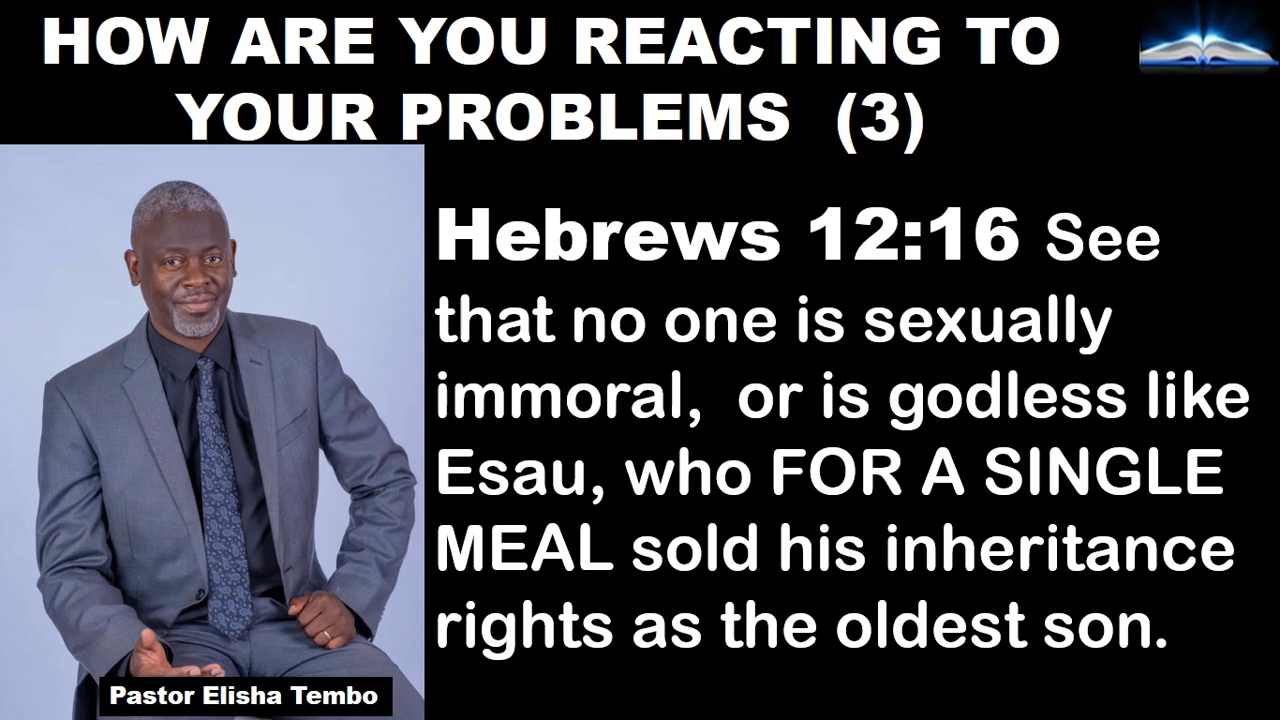 HOW ARE YOU REACTING TO
YOUR PROBLEMS (3)
Hebrews 12:16 See
that no one is sexually
immoral, or is godless like
Esau, who FOR A SINGLE
MEAL sold his inheritance
rights as the oldest son.
Pastor Elisha Tembo